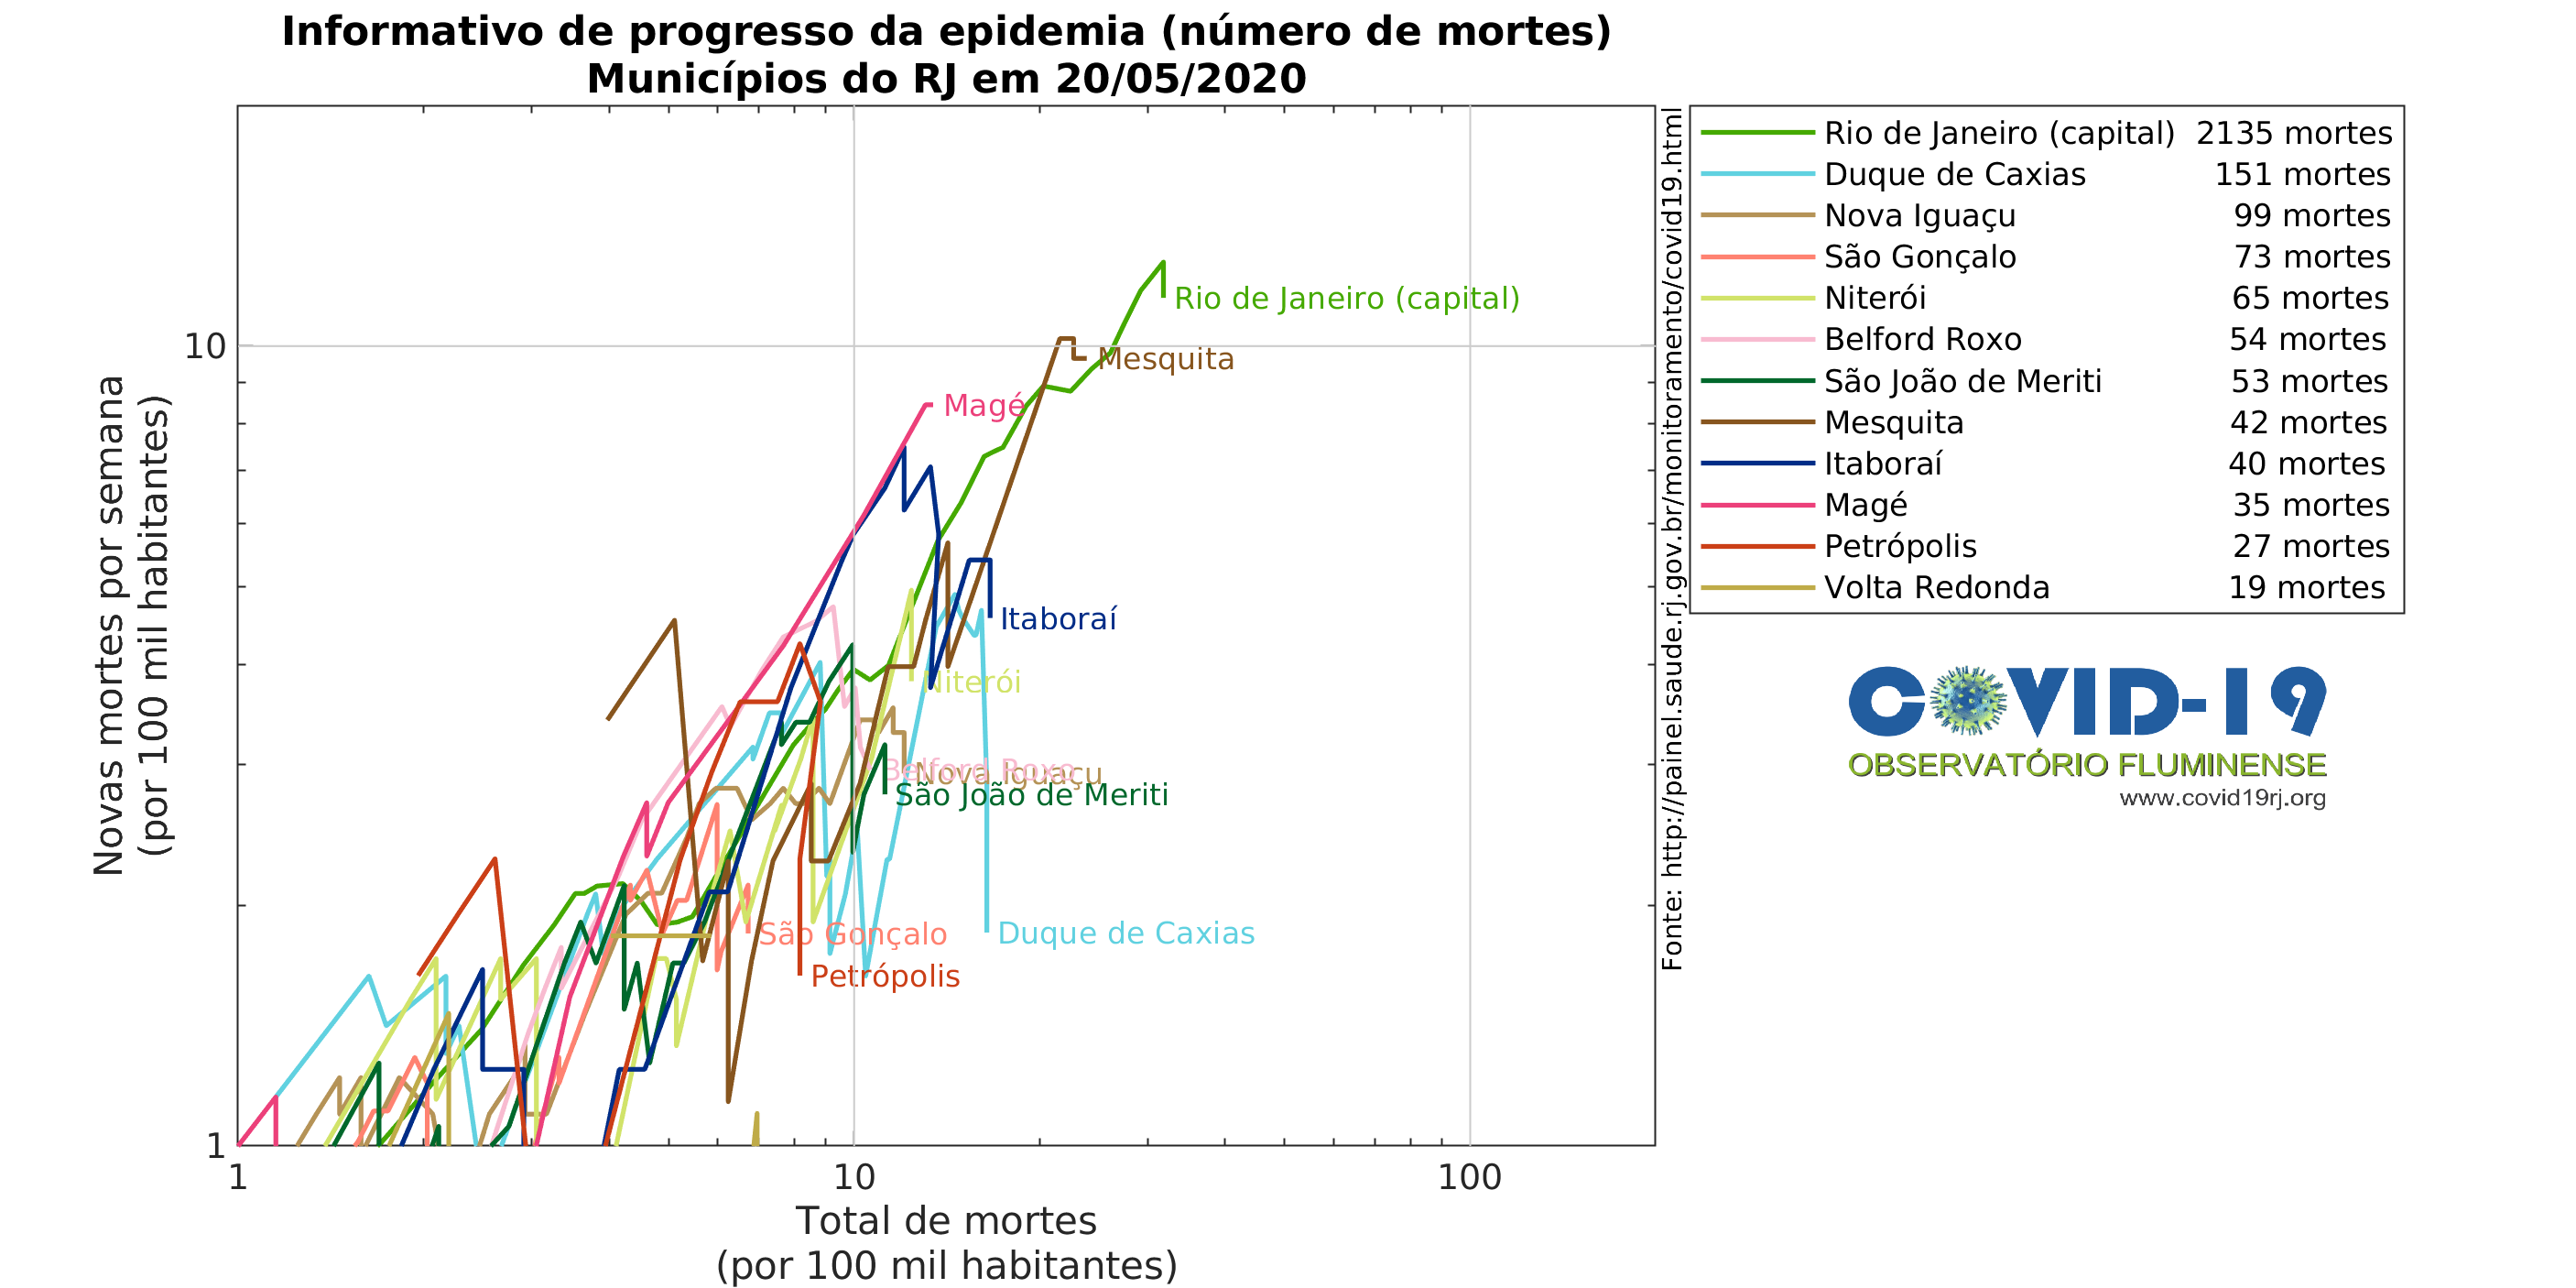 Informativo de progresso da epidemia (número de mortes)
Municípios do RJ em 20/05/2020
Novas mortes por semana
(por 100 mil habitantes)
10
1
1
10
100
Total de mortes
(por 100 mil habitantes)
Rio de Janeiro (capital)
Mesquita
Magé
Itaboraí
Niterói
Belford Roxo
Nova Iguaçu
São João de Meriti
São Gonçalo
Duque de Caxias
Petrópolis
Fonte: http://painel.saude.rj.gov.br/monitoramento/covid19.html
Rio de Janeiro (capital) 2135 mortes
Duque de Caxias 151 mortes
Nova Iguaçu 99 mortes
São Gonçalo 73 mortes
Niterói 65 mortes
Belford Roxo 54 mortes
São João de Meriti 53 mortes
Mesquita 42 mortes
Itaboraí 40 mortes
Magé 35 mortes
Petrópolis 27 mortes
Volta Redonda 19 mortes
COVID-19
OBSERVATÓRIO FLUMINENSE
www.covid19rj.org